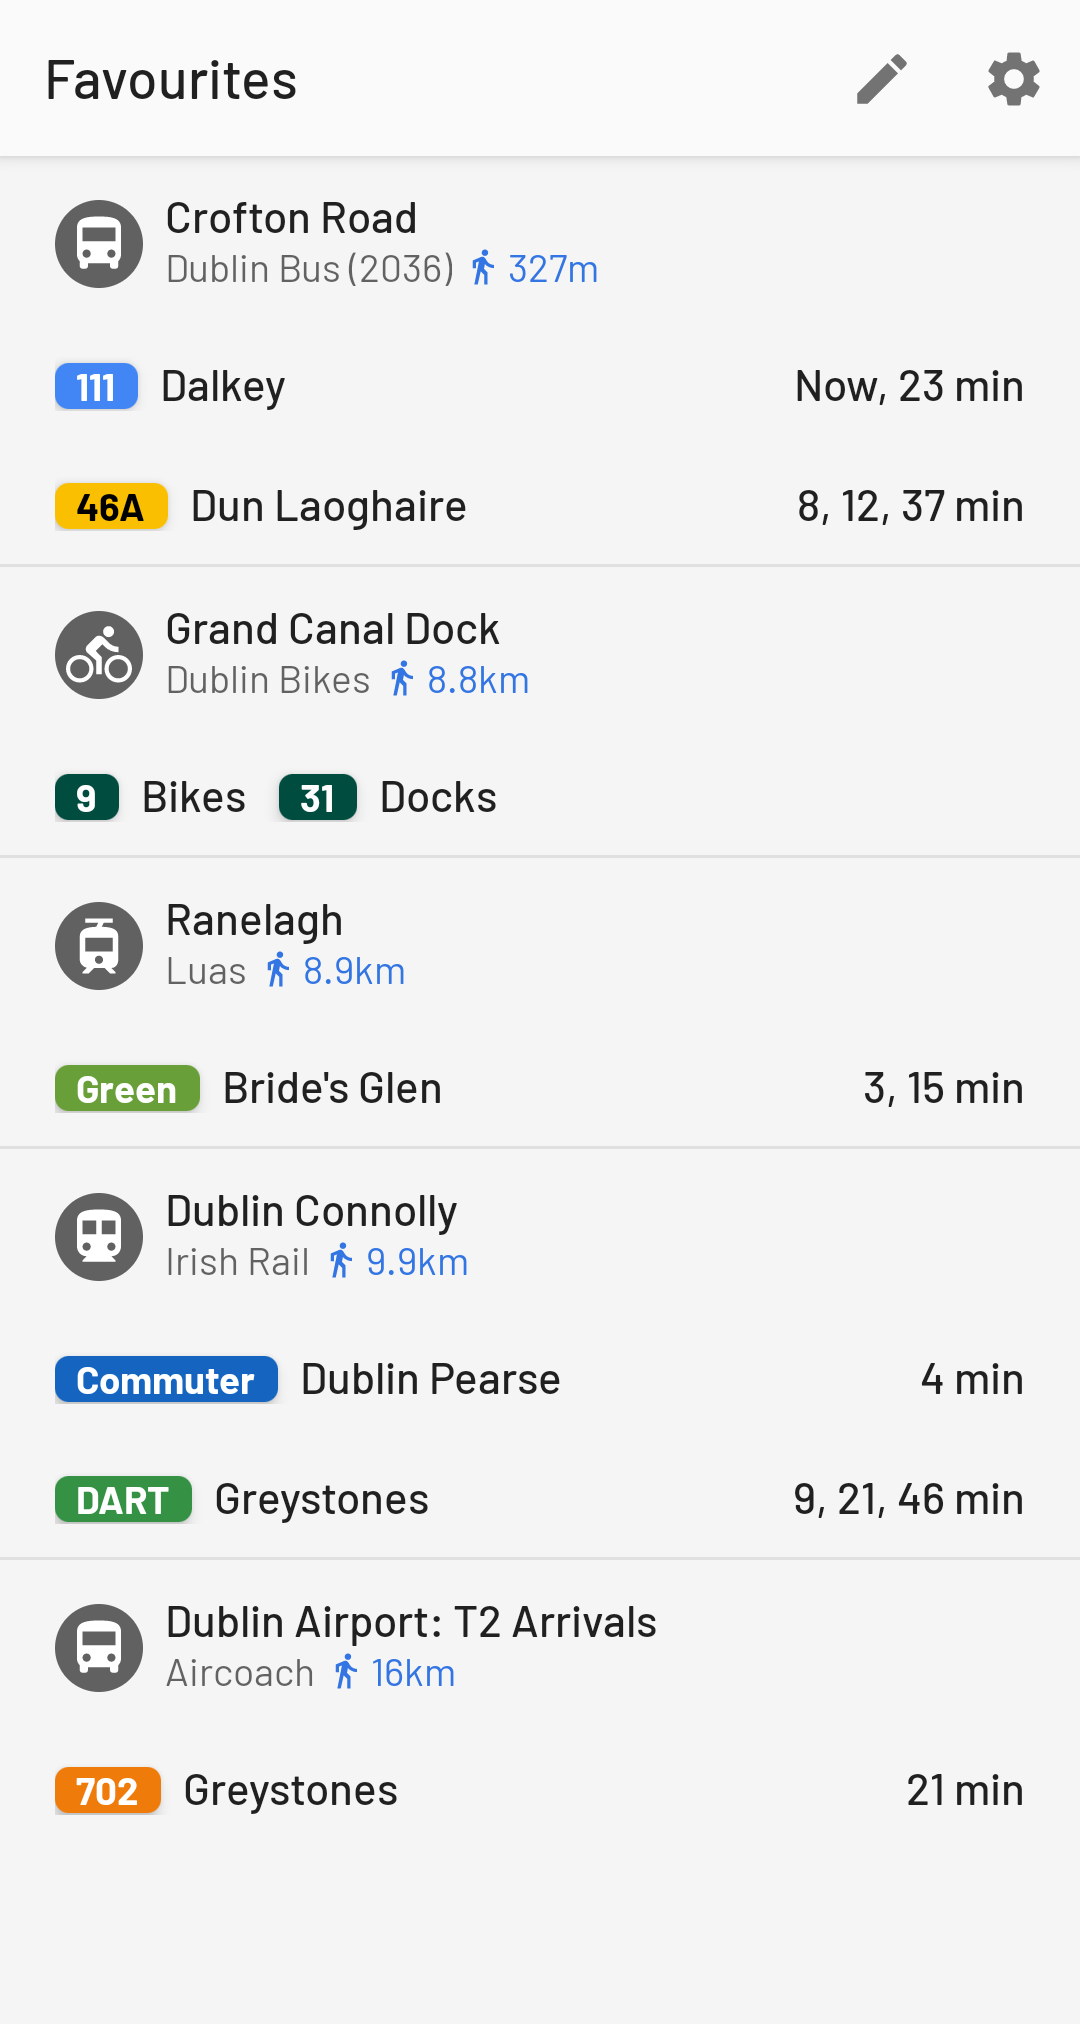 Favourites
Crofton Road
Dublin Bus (2036) 327m
111 Dalkey Now, 23 min
46A Dun Laoghaire 8, 12, 37 min
Grand Canal Dock
Dublin Bikes 8.8km
9 Bikes 31 Docks
Ranelagh
Luas 8.9km
Green Bride's Glen 3, 15 min
Dublin Connolly
Irish Rail 9.9km
Commuter Dublin Pearse 4 min
DART Greystones 9, 21, 46 min
Dublin Airport: T2 Arrivals
Aircoach 16km
702 Greystones 21 min